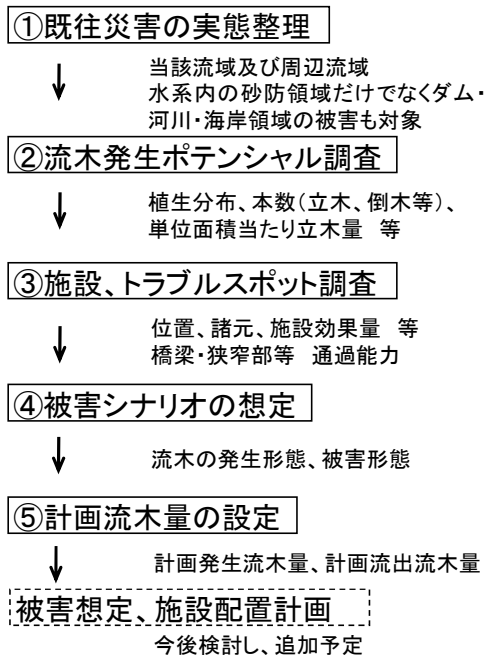 ①既往災害の実態整理
当該流域及び周辺流域
水系内の砂防領域だけでなくダム・
河川・海岸領域の被害も対象
②流木発生ポテンシャル調査
植生分布、本数（立木、倒木等）、
単位面積当たり立木量　等
③施設、トラブルスポット調査
位置、諸元、施設効果量　等
橋梁・狭窄部等　通過能力
④被害シナリオの想定
流木の発生形態、被害形態
⑤計画流木量の設定
計画発生流木量、計画流出流木量
被害想定、施設配置計画
今後検討し、追加予定